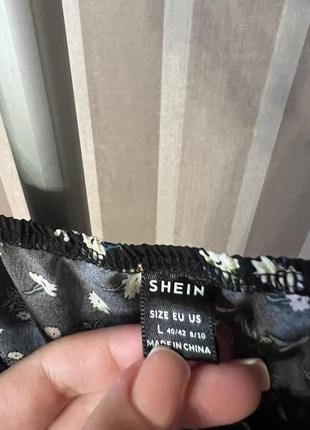 SHEIN
SIZE EU US
L 40/42 8/10
MADE IN CHINA